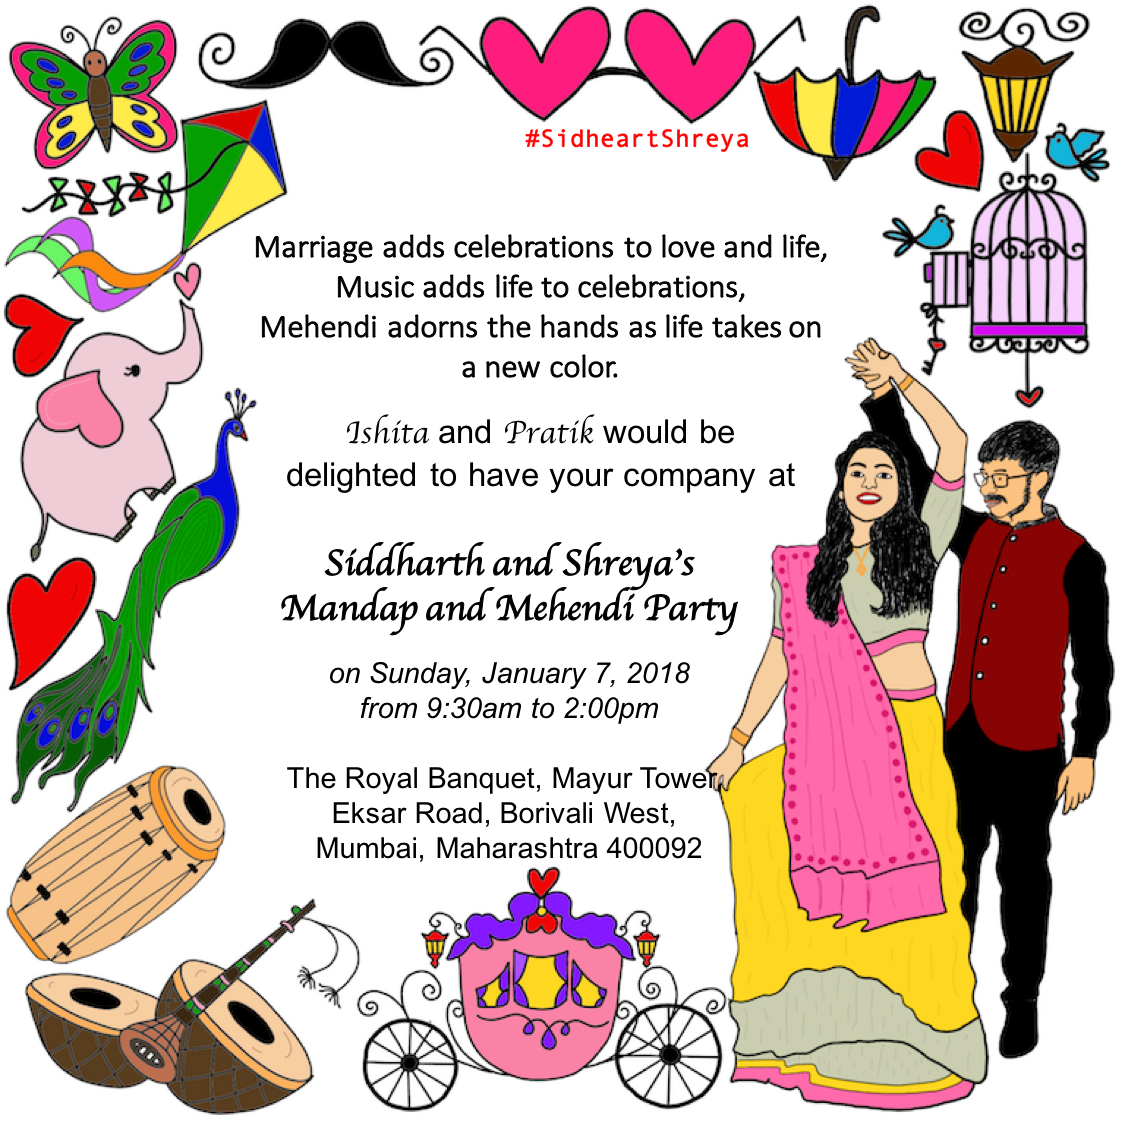 #SidheartShreya
Marriage adds celebrations to love and life,
Music adds life to celebrations,
Mehendi adorns the hands as life takes on
a new color.
Ishita and Pratik would be
delighted to have your company at
Siddharth and Shreya's
Mandap and Mehendi Party
on Sunday, January 7, 2018
from 9:30am to 2:00pm
The Royal Banquet, Mayur Tower,
Eksar Road, Borivali West,
Mumbai, Maharashtra 400092